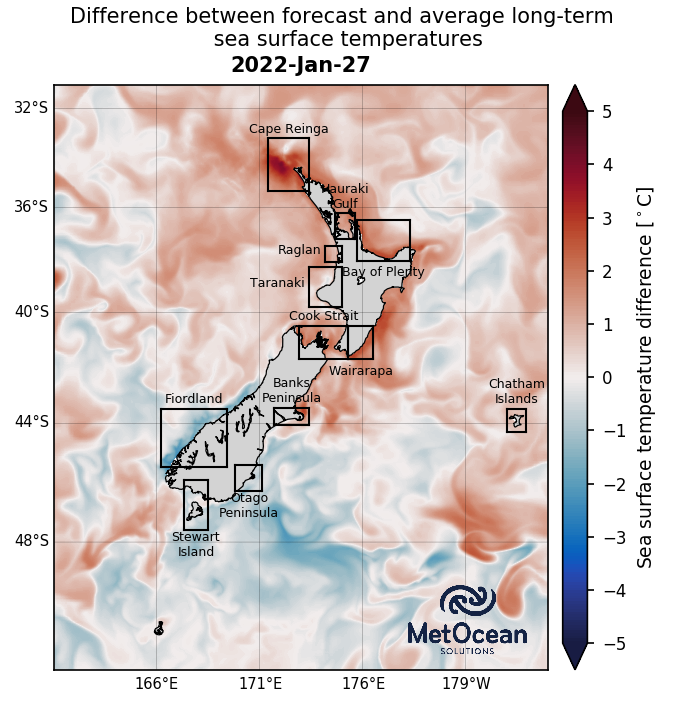 Difference between forecast and average long-term
sea surface temperatures
2022-Jan-27
32°S
36°S
40°S
44°S
48°S
166°E
171°E
176°E
179°W
Cape Reinga
Hauraki
Gulf
Raglan
Bay of Plenty
Taranaki
Cook Strait
Wairarapa
Banks
Peninsula
Fiordland
Chatham
Islands
Otago
Peninsula
Stewart
Island
MetOcean
SOLUTIONS
5
4
3
2
1
0
−1
−2
−3
−4
−5
Sea surface temperature difference [°C]